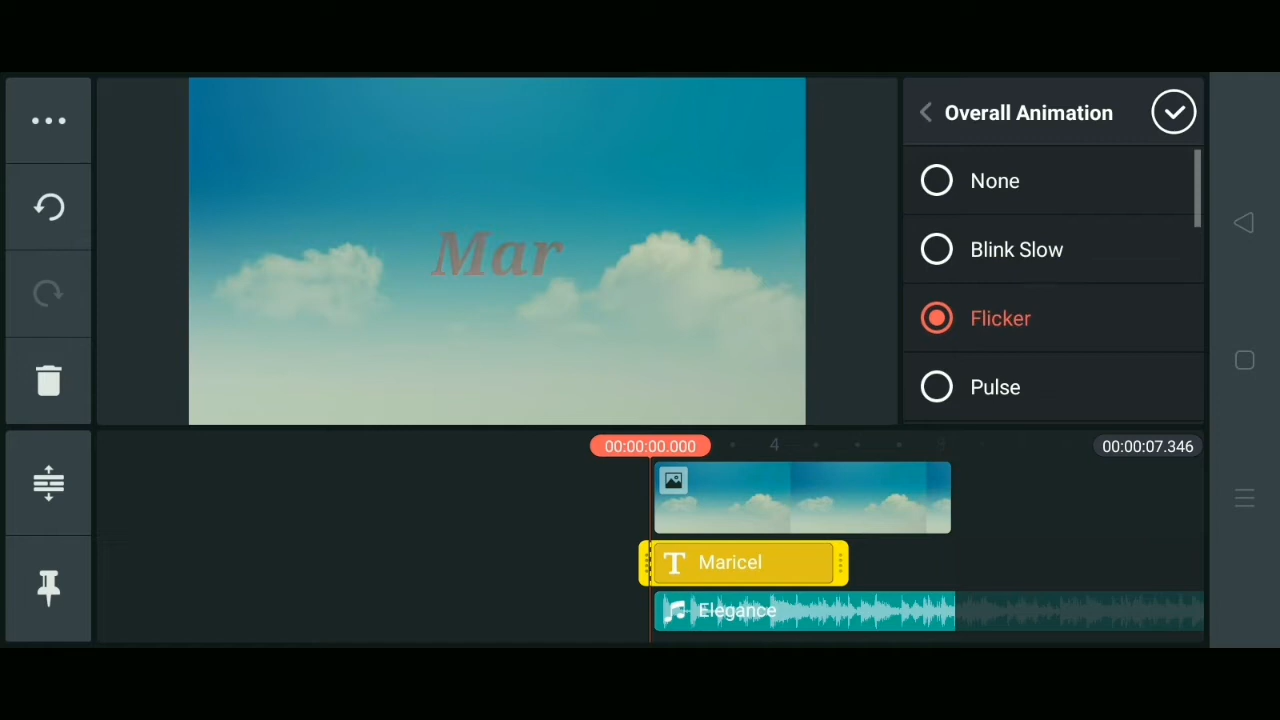 Overall Animation
None
Blink Slow
Mar
Flicker
Pulse
00:00:00.000
4
8
00:00:07.346
T Maricel
Elegance